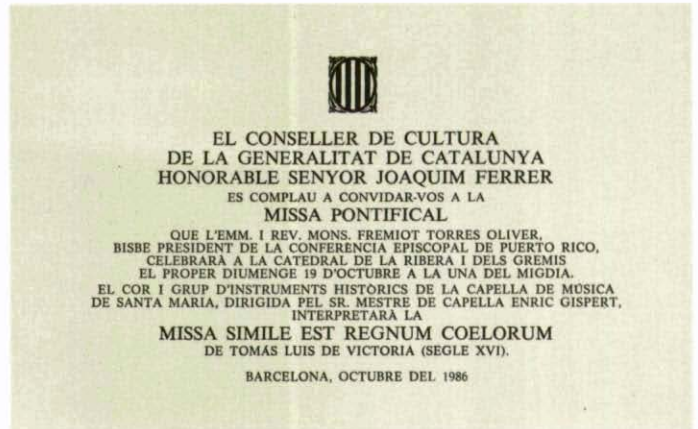 EL CONSELLER DE CULTURA
DE LA GENERALITAT DE CATALUNYA
HONORABLE SENYOR JOAQUIM FERRER
ES COMPLAU A CONVIDAR-VOS A LA
MISSA PONTIFICAL
QUE L'EMM. I REV. MONS. FREMIOT TORRES OLIVER,
BISBE PRESIDENT DE LA CONFERÈNCIA EPISCOPAL DE PUERTO RICO,
CELEBRARÀ A LA CATEDRAL DE LA RIBERA I DELS GREMIS
EL PROPER DIUMENGE 19 D'OCTUBRE A LA UNA DEL MIGDIA.
EL COR I GRUP D'INSTRUMENTS HISTÒRICS DE LA CAPELLA DE MÚSICA
DE SANTA MARIA, DIRIGIDA PEL SR. MESTRE DE CAPELLA ENRIC GISPERT,
INTERPRETARÀ LA
MISSA SIMILE EST REGNUM COELORUM
DE TOMÁS LUIS DE VICTORIA (SEGLE XVI).
BARCELONA, OCTUBRE DEL 1986